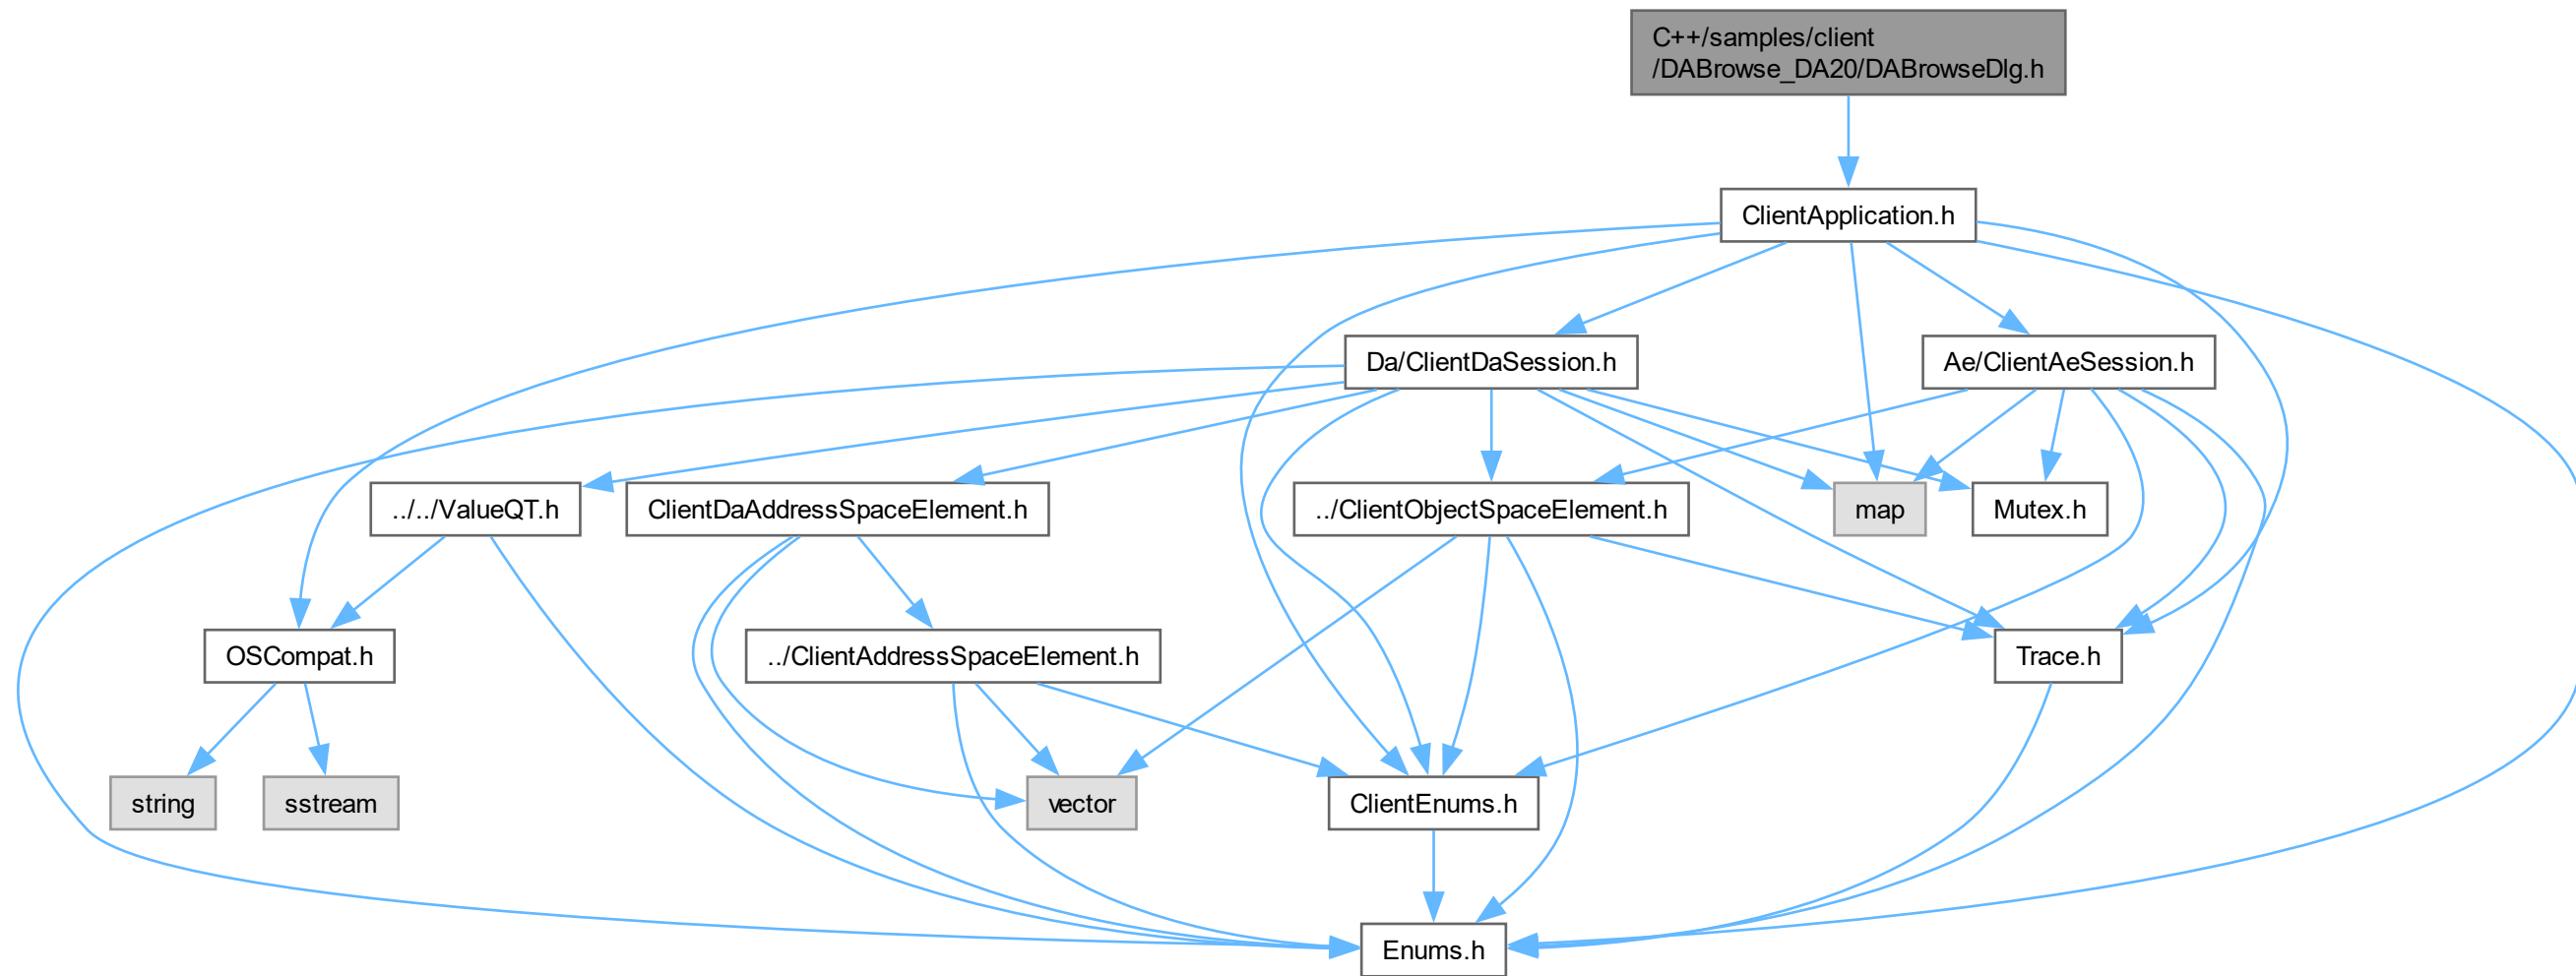 C++/samples/client
/DABrowse_DA20/DABrowseDlg.h
ClientApplication.h
Da/ClientDaSession.h
Ae/ClientAeSession.h
../../ValueQT.h
ClientDaAddressSpaceElement.h
../ClientObjectSpaceElement.h
map
Mutex.h
OSCompat.h
../ClientAddressSpaceElement.h
Trace.h
string
sstream
vector
ClientEnums.h
Enums.h